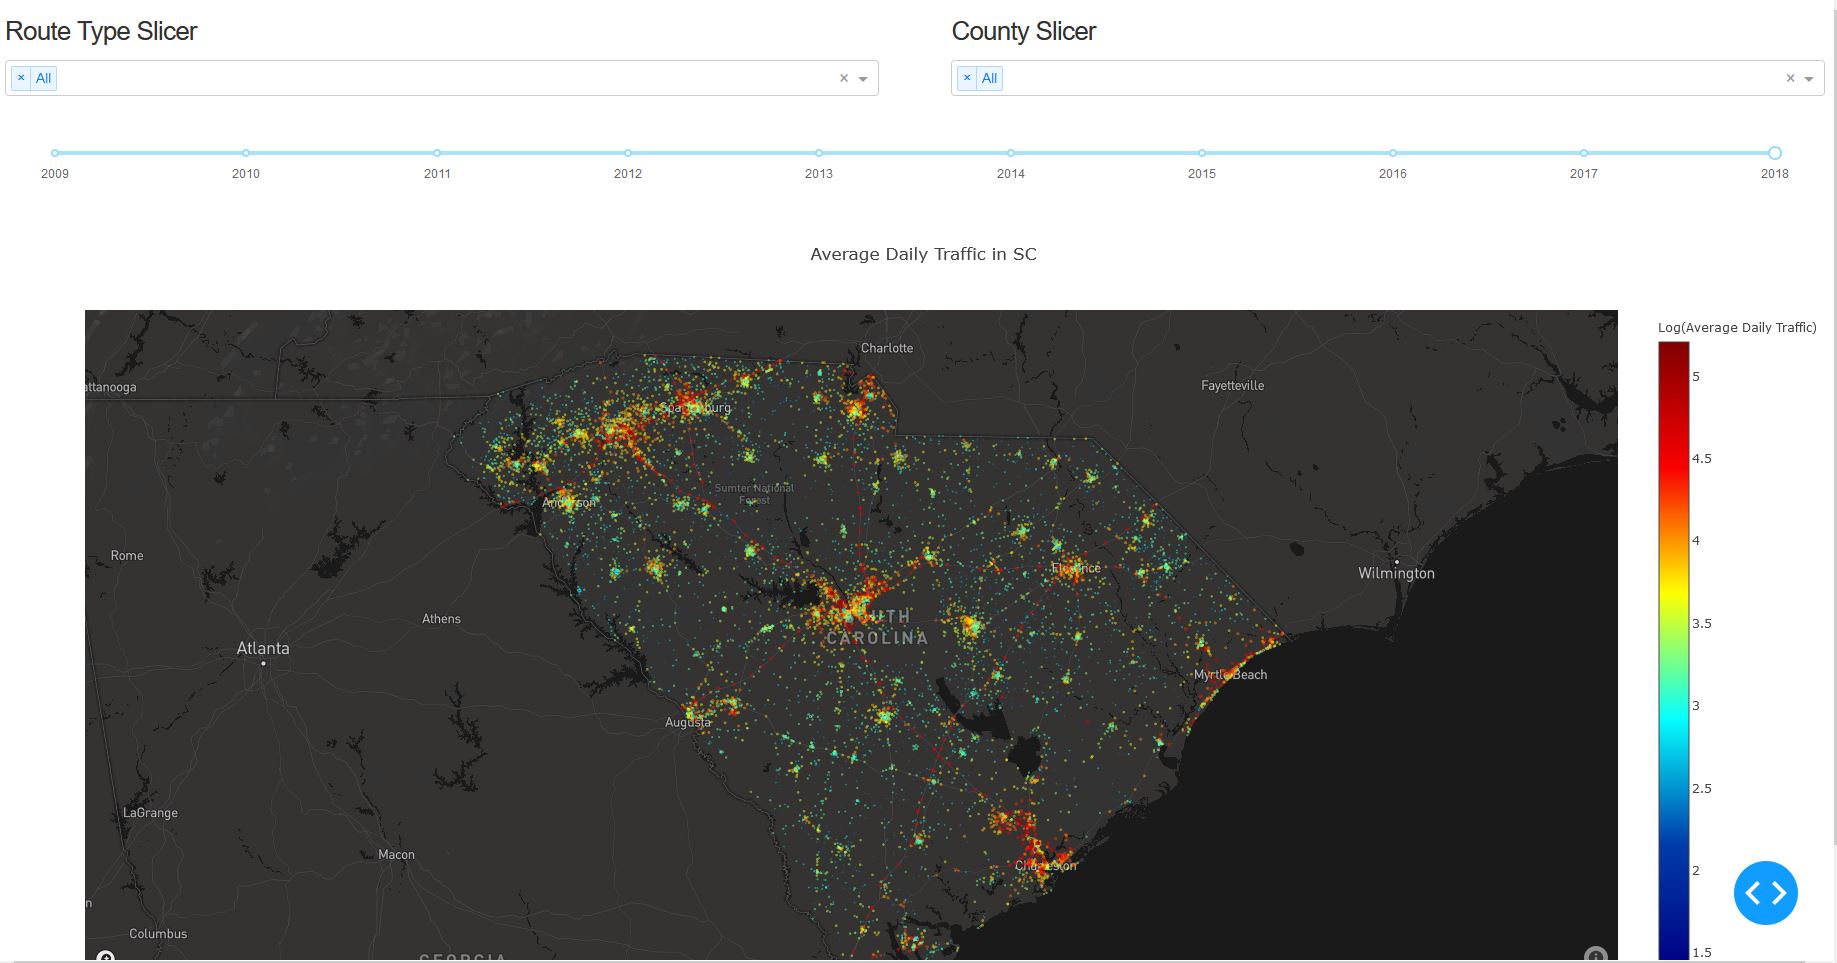 Route Type Slicer
County Slicer
× All
× All
2009 2010 2011 2012 2013 2014 2015 2016 2017 2018
Average Daily Traffic in SC
Log(Average Daily Traffic)
5
4.5
4
3.5
3
2.5
2
1.5
Charlotte
Fayetteville
attanooga
Spartanburg
Sumter National
Forest
Anderson
Rome
Florence
Wilmington
Athens
SOUTH
CAROLINA
Atlanta
Myrtle Beach
Augusta
LaGrange
Macon
Charleston
n
Columbus
GEORGIA